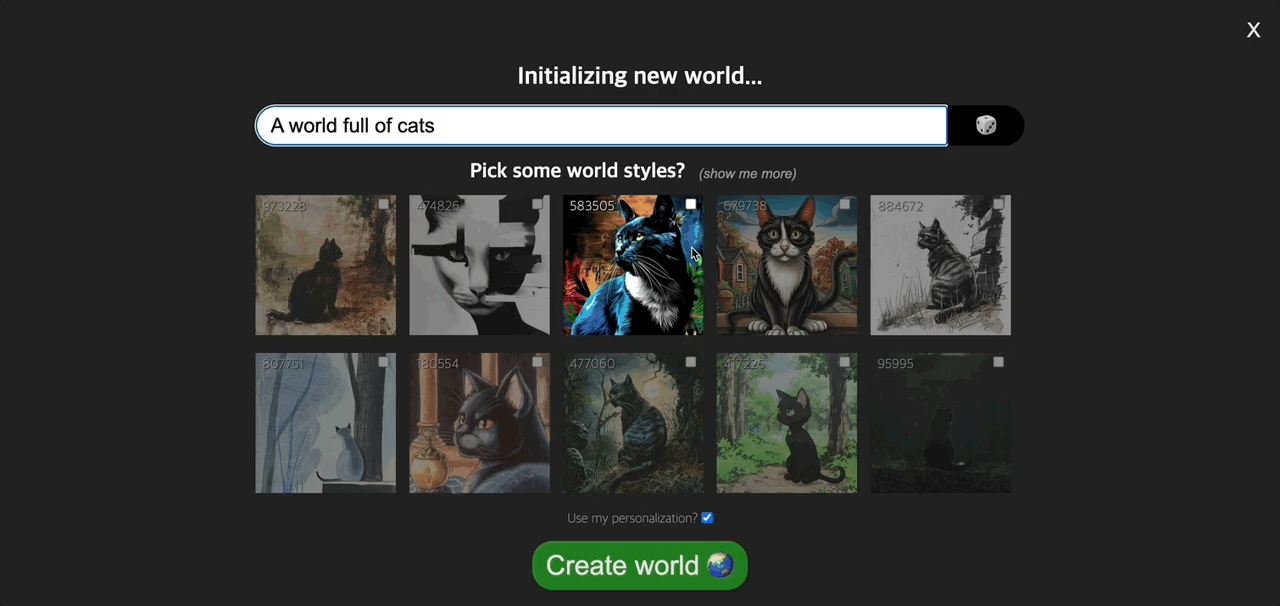 X
Initializing new world...
A world full of cats
Pick some world styles? (show me more)
973228 474826 583505 679738 884672
807751 180554 477060 417226 95995
Use my personalization?
Create world